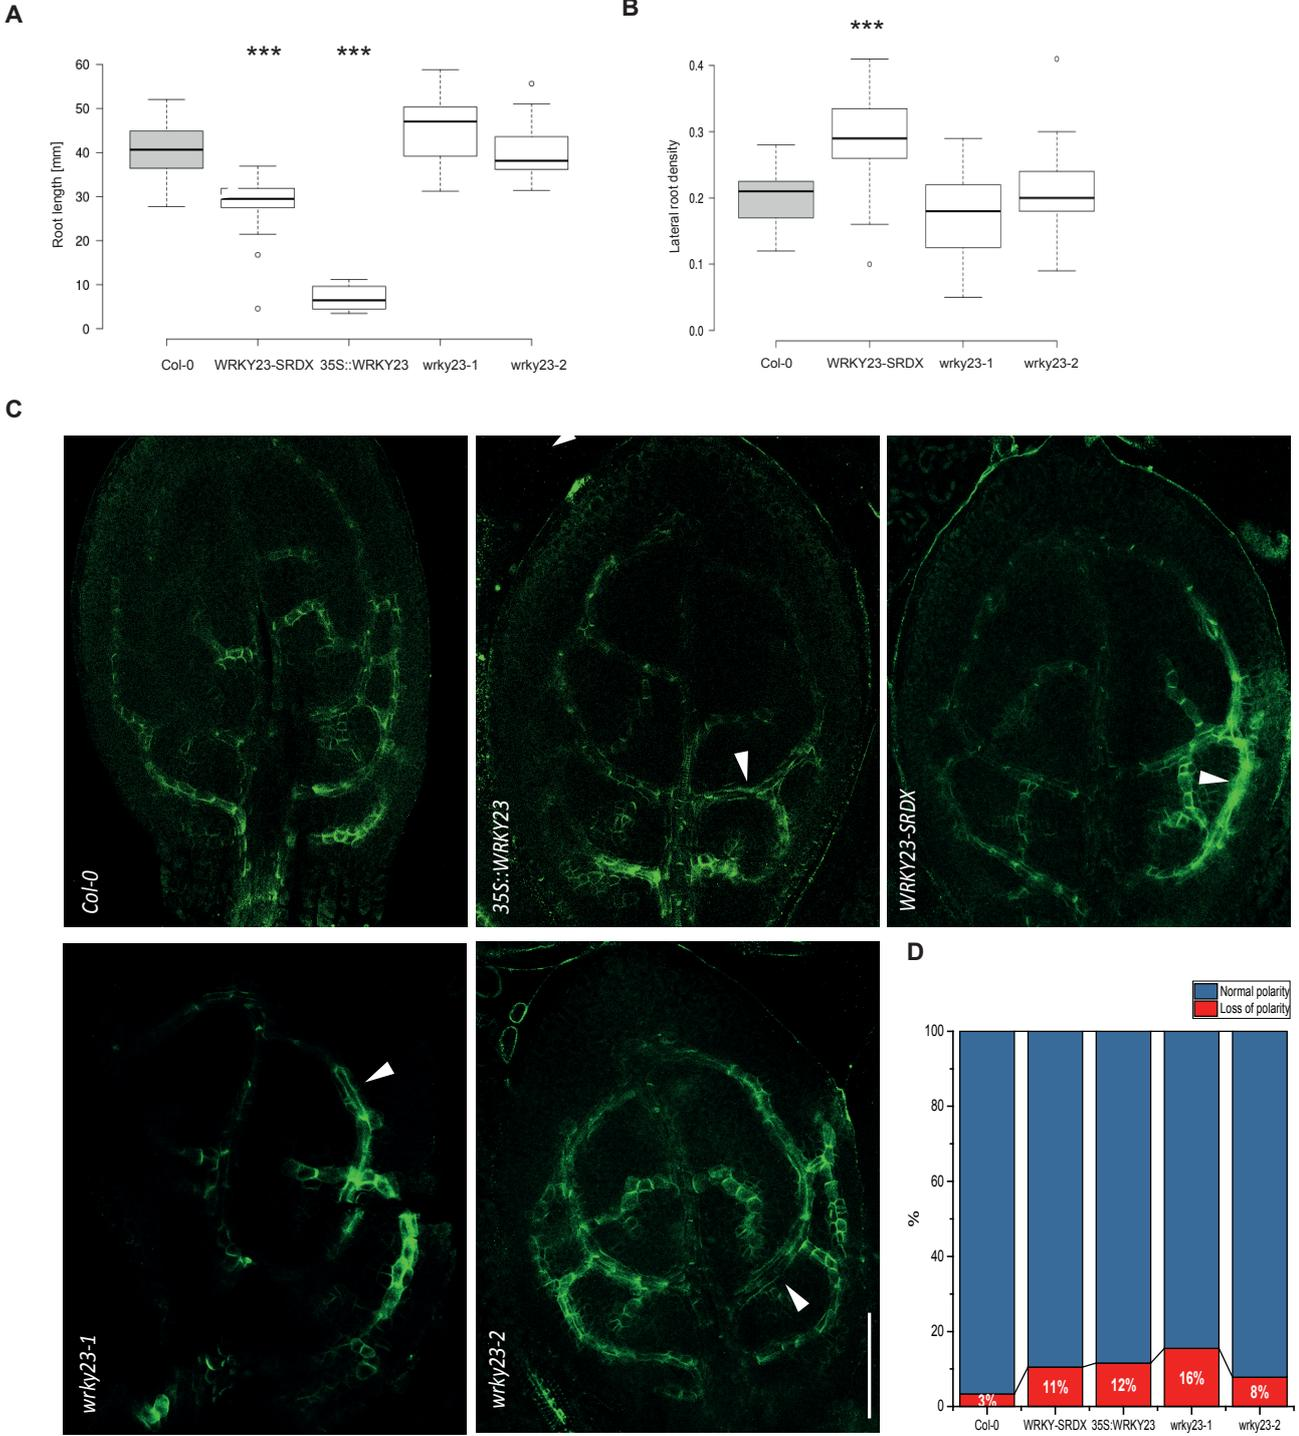 A
***
***
60
50
40
30
20
10
0
Root length [mm]
Col-0
WRKY23-SRDX
35S::WRKY23
wrky23-1
wrky23-2
B
***
0.4
0.3
0.2
0.1
0.0
Lateral root density
Col-0
WRKY23-SRDX
wrky23-1
wrky23-2
C
Col-0
35S::WRKY23
WRKY23-SRDX
wrky23-1
wrky23-2
D
Normal polarity
Loss of polarity
100
80
60
40
20
0
%
3%
11%
12%
16%
8%
Col-0
WRKY-SRDX
35S:WRKY23
wrky23-1
wrky23-2